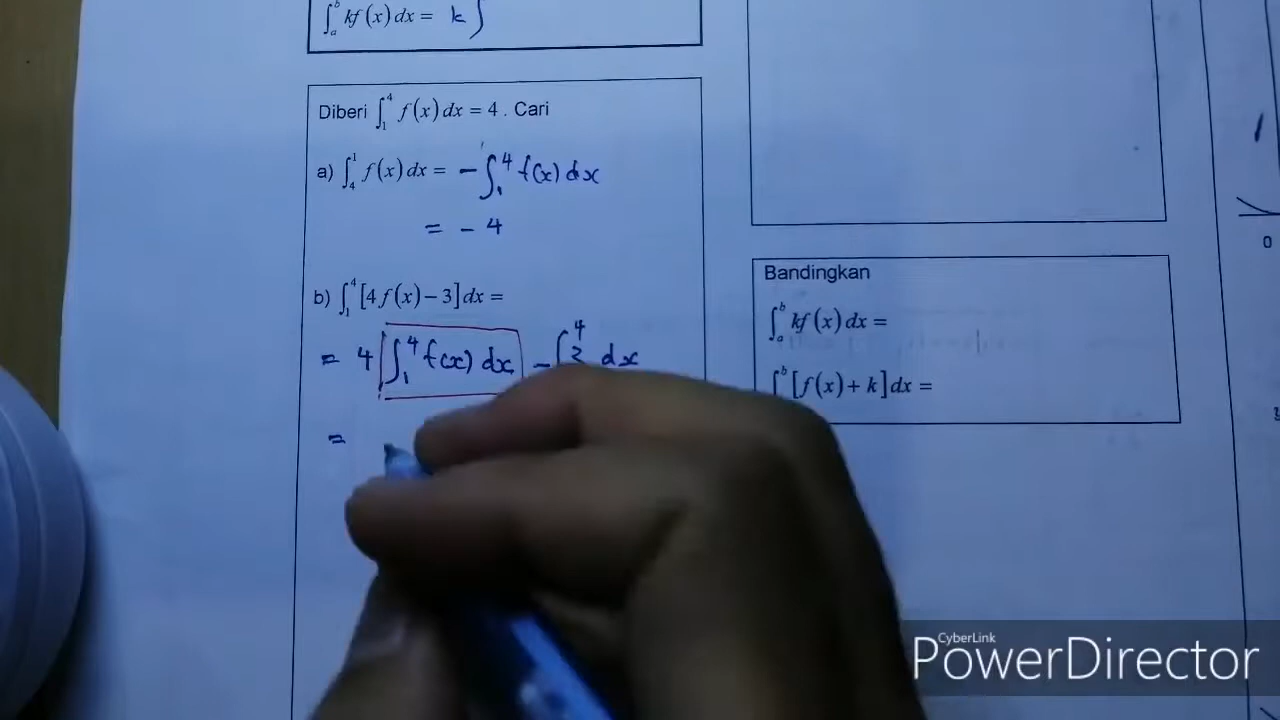 ∫ₐᵇ kf(x)dx = k∫
Diberi ∫₁⁴ f(x)dx = 4 . Cari
a) ∫₄¹ f(x)dx = -∫₁⁴ f(x)dx
= - 4
b) ∫₁⁴ [4f(x) – 3]dx =
= 4 ∫₁⁴ f(x) dx - ∫ ⁴ dx
=
Bandingkan
∫ₐᵇ kf(x)dx =
∫ᵇ [f(x) + k]dx =
0
CyberLink
PowerDirector